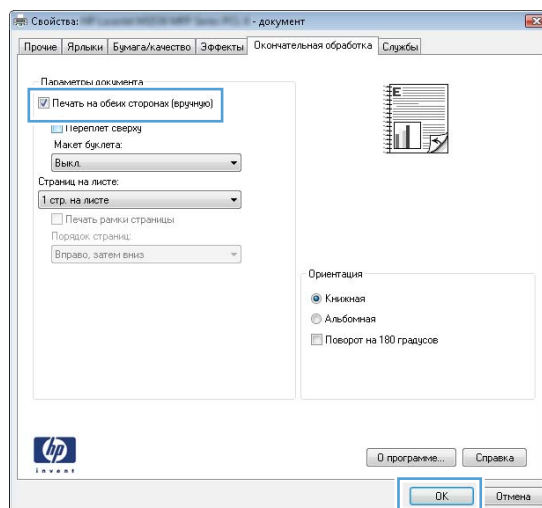 Свойства: - документ
Прочие Ярлыки Бумага/качество Эффекты Окончательная обработка Службы
Параметры документа
Печать на обеих сторонах (вручную)
Переплет сверху
Макет буклета:
Выкл.
Страниц на листе:
1 стр. на листе
Печать рамки страницы
Порядок страниц:
Вправо, затем вниз
E
Ориентация
Книжная
Альбомная
Поворот на 180 градусов
hp
invent
О программе... Справка
OK Отмена